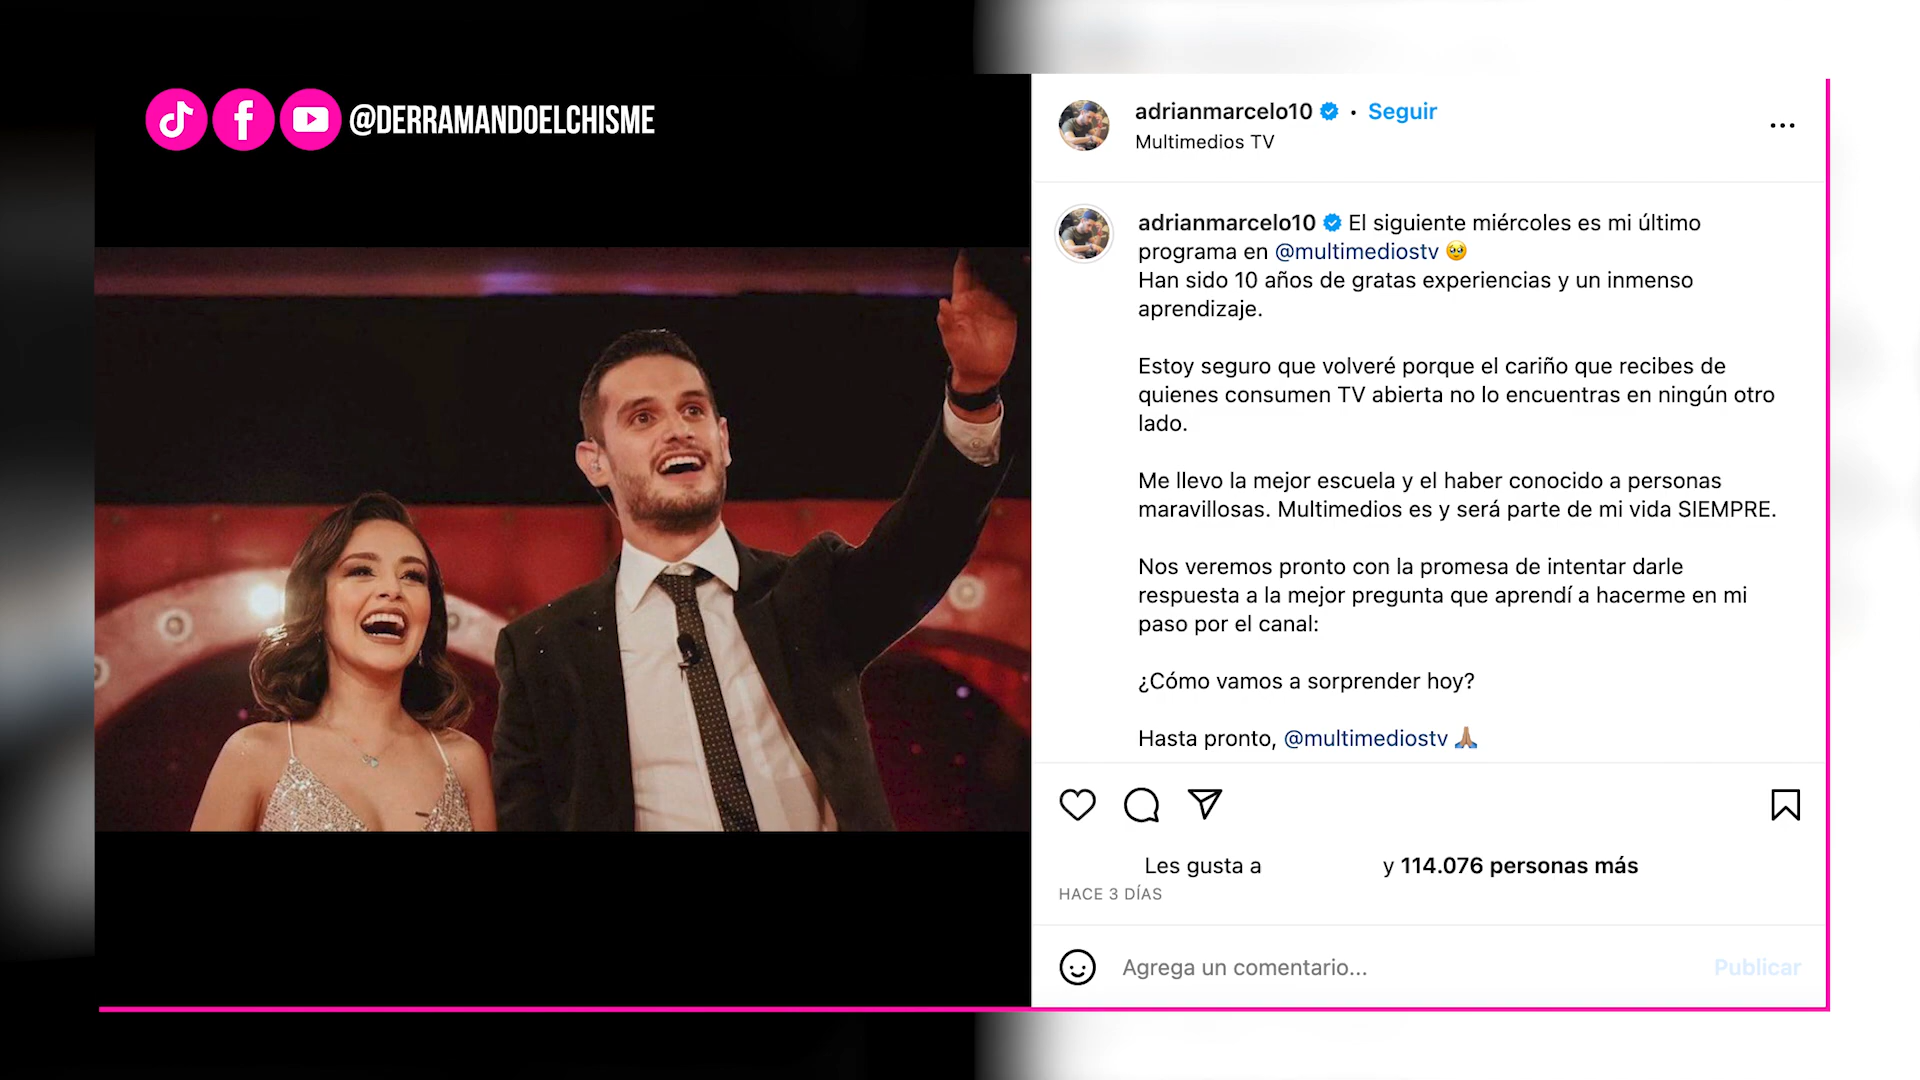 @DERRAMANDOELCHISME
adrianmarcelo10 • Seguir
Multimedios TV
adrianmarcelo10 El siguiente miércoles es mi último
programa en @multimediostv 🥹
Han sido 10 años de gratas experiencias y un inmenso
aprendizaje.
Estoy seguro que volveré porque el cariño que recibes de
quienes consumen TV abierta no lo encuentras en ningún otro
lado.
Me llevo la mejor escuela y el haber conocido a personas
maravillosas. Multimedios es y será parte de mi vida SIEMPRE.
Nos veremos pronto con la promesa de intentar darle
respuesta a la mejor pregunta que aprendí a hacerme en mi
paso por el canal:
¿Cómo vamos a sorprender hoy?
Hasta pronto, @multimediostv 🙏🏽
Les gusta a y 114.076 personas más
HACE 3 DÍAS
Agrega un comentario... Publicar